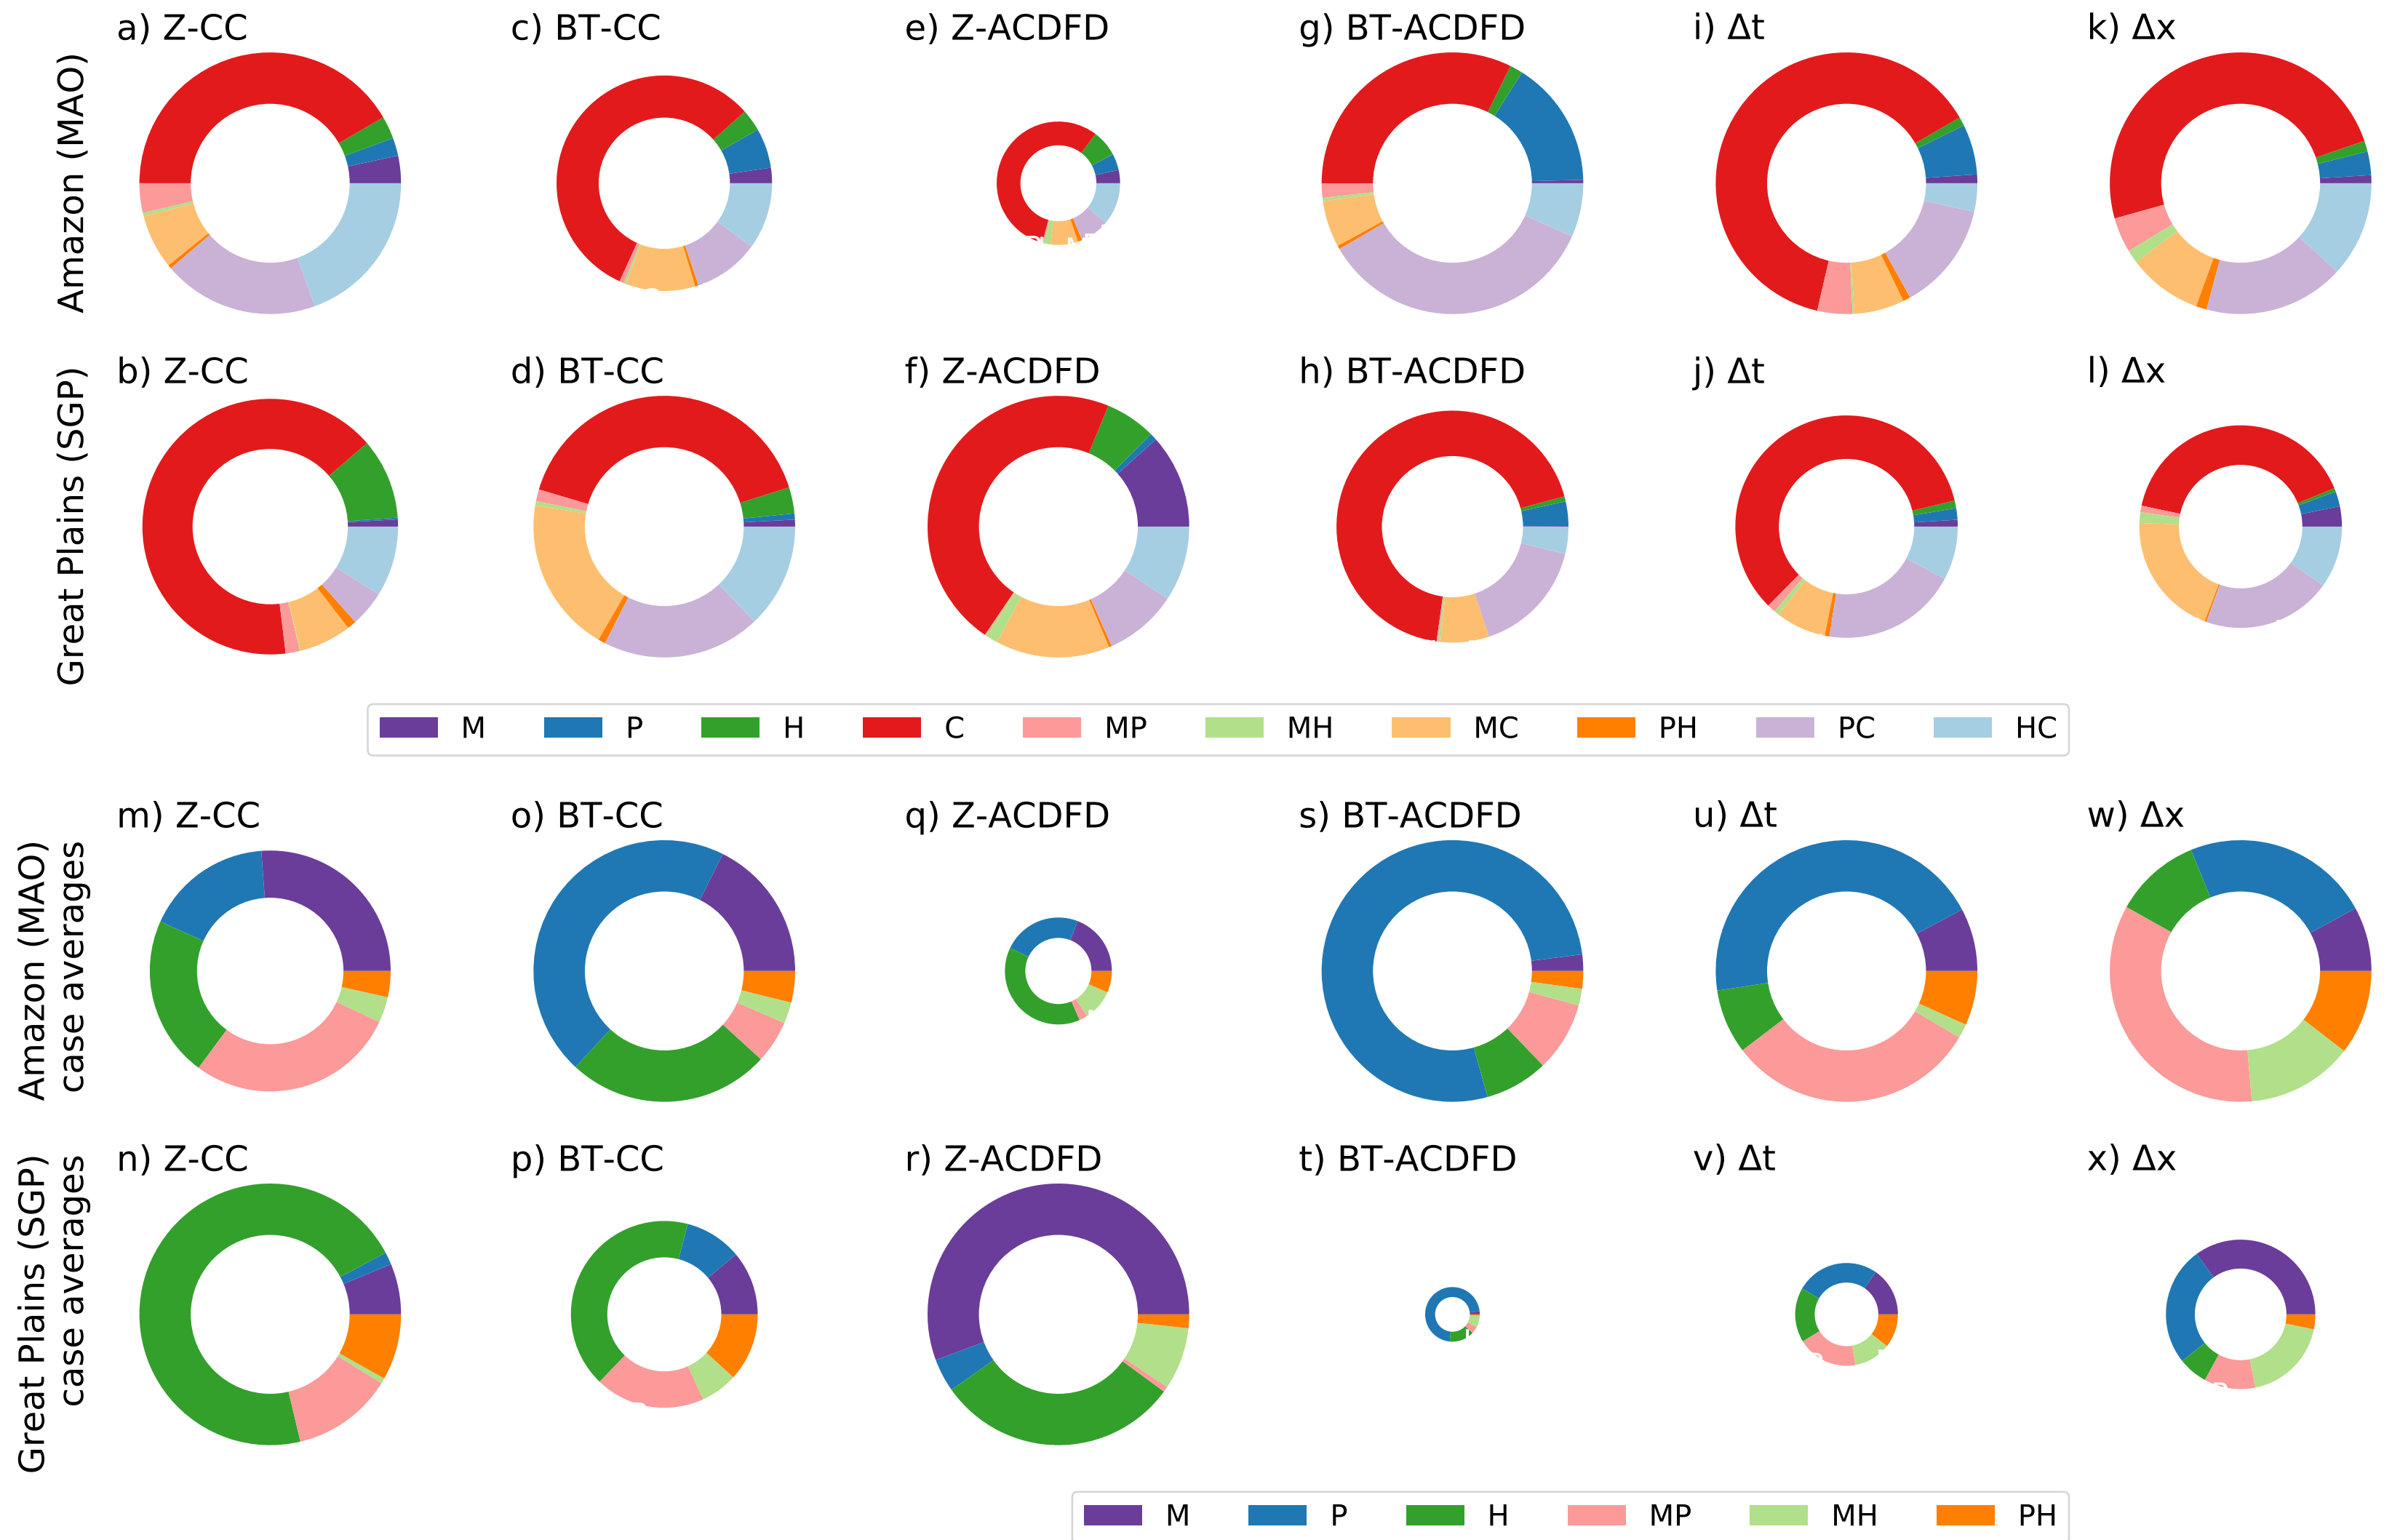 a) Z-CC
c) BT-CC
e) Z-ACDFD
g) BT-ACDFD
i) Δt
k) Δx
Amazon (MAO)
b) Z-CC
d) BT-CC
f) Z-ACDFD
h) BT-ACDFD
j) Δt
l) Δx
Great Plains (SGP)
M P H C MP MH MC PH PC HC
m) Z-CC
o) BT-CC
q) Z-ACDFD
s) BT-ACDFD
u) Δt
w) Δx
Amazon (MAO)
case averages
n) Z-CC
p) BT-CC
r) Z-ACDFD
t) BT-ACDFD
v) Δt
x) Δx
Great Plains (SGP)
case averages
M P H MP MH PH